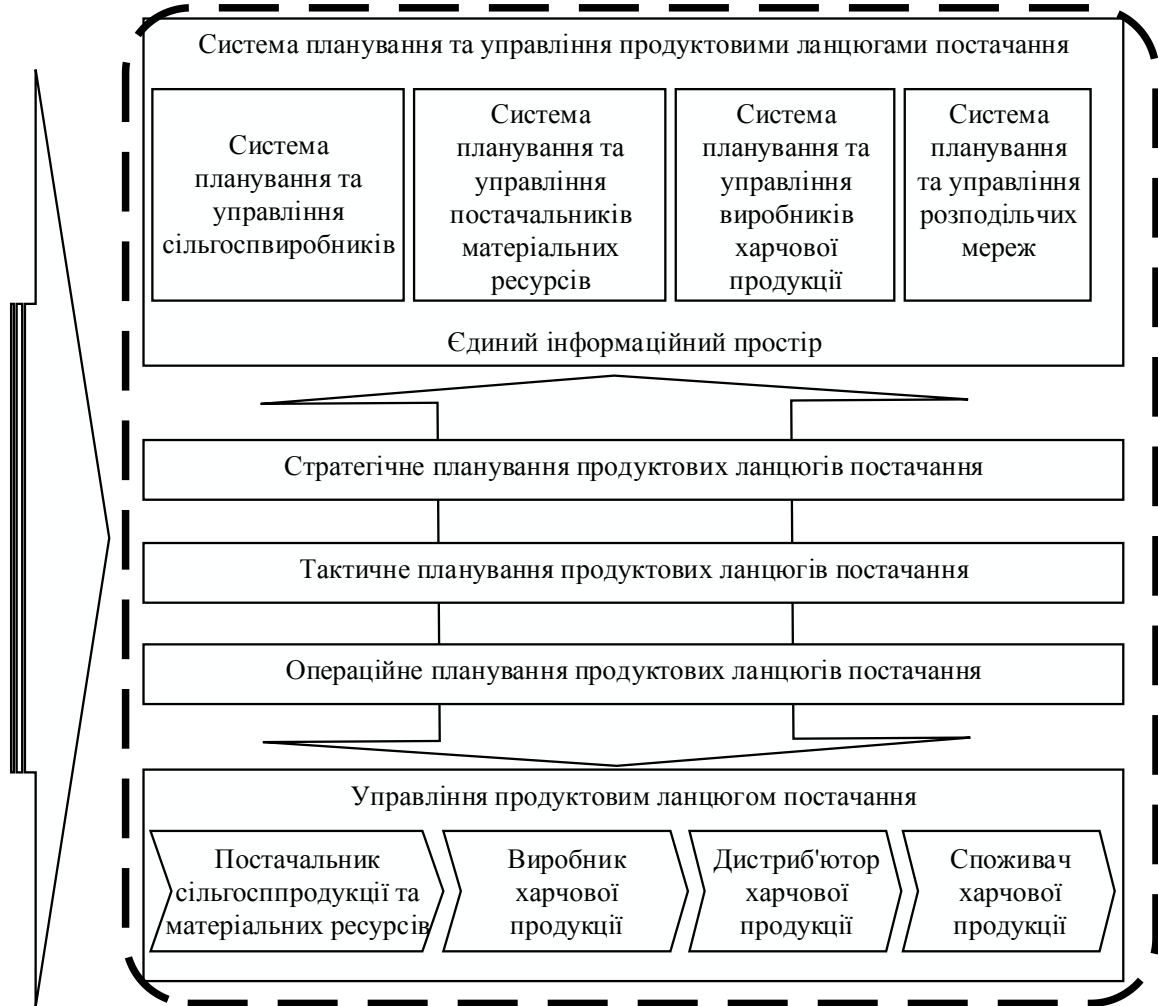 Система планування та управління продуктовими ланцюгами постачання
Система
планування та
управління
сільгоспвиробників
Система
планування та
управління
постачальників
матеріальних
ресурсів
Система
планування та
управління
виробників
харчової
продукції
Система
планування
та управління
розподільчих
мереж
Єдиний інформаційний простір
Стратегічне планування продуктових ланцюгів постачання
Тактичне планування продуктових ланцюгів постачання
Операційне планування продуктових ланцюгів постачання
Управління продуктовим ланцюгом постачання
Постачальник
сільгосппродукції та
матеріальних ресурсів
Виробник
харчової
продукції
Дистриб'ютор
харчової
продукції
Споживач
харчової
продукції